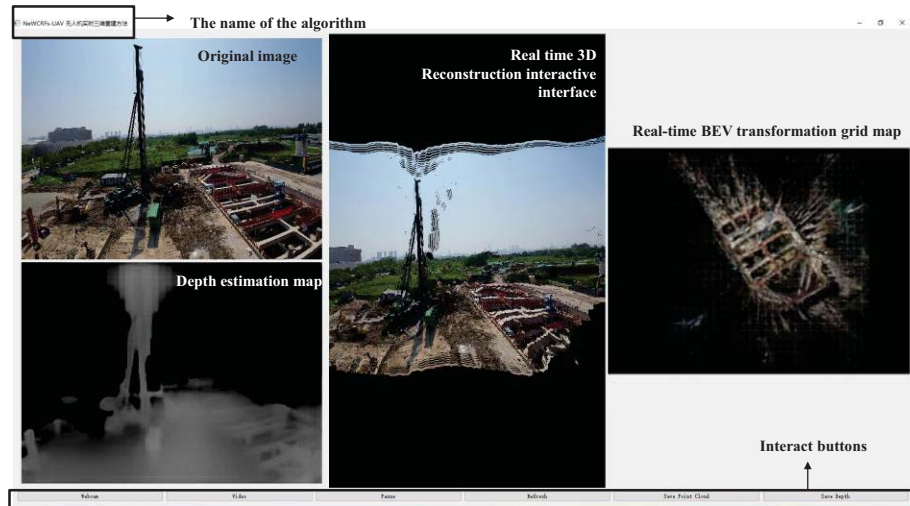 NeWCRFs-UAV 无人机实时三维重建方法
The name of the algorithm
Original image
Real time 3D
Reconstruction interactive
interface
Real-time BEV transformation grid map
Depth estimation map
Interact buttons
Webcam
Video
Pause
Refresh
Save Point Cloud
Save Depth